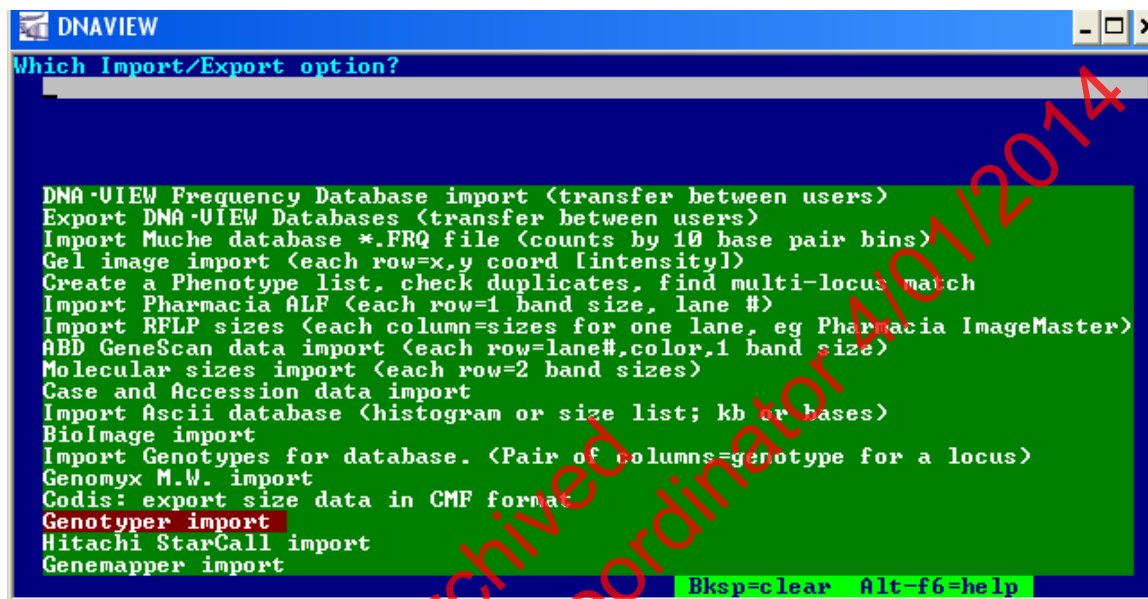 DNAVIEW
Which Import/Export option?
DNA·VIEW Frequency Database import (transfer between users)
Export DNA·VIEW Databases (transfer between users)
Import Muche database *.FRQ file (counts by 10 base pair bins)
Gel image import (each row=x,y coord [intensity])
Create a Phenotype list, check duplicates, find multi-locus match
Import Pharmacia ALF (each row=1 band size, lane #)
Import RFLP sizes (each column=sizes for one lane, eg Pharmacia ImageMaster)
ABD GeneScan data import (each row=lane#,color,1 band size)
Molecular sizes import (each row=2 band sizes)
Case and Accession data import
Import Ascii database (histogram or size list; kb or bases)
BioImage import
Import Genotypes for database. (Pair of columns=genotype for a locus)
Genomyx M.W. import
Codis: export size data in CMF format
Genotyper import
Hitachi StarCall import
Genemapper import
Bksp=clear Alt-f6=help
chived
ordinator 4/01/2014